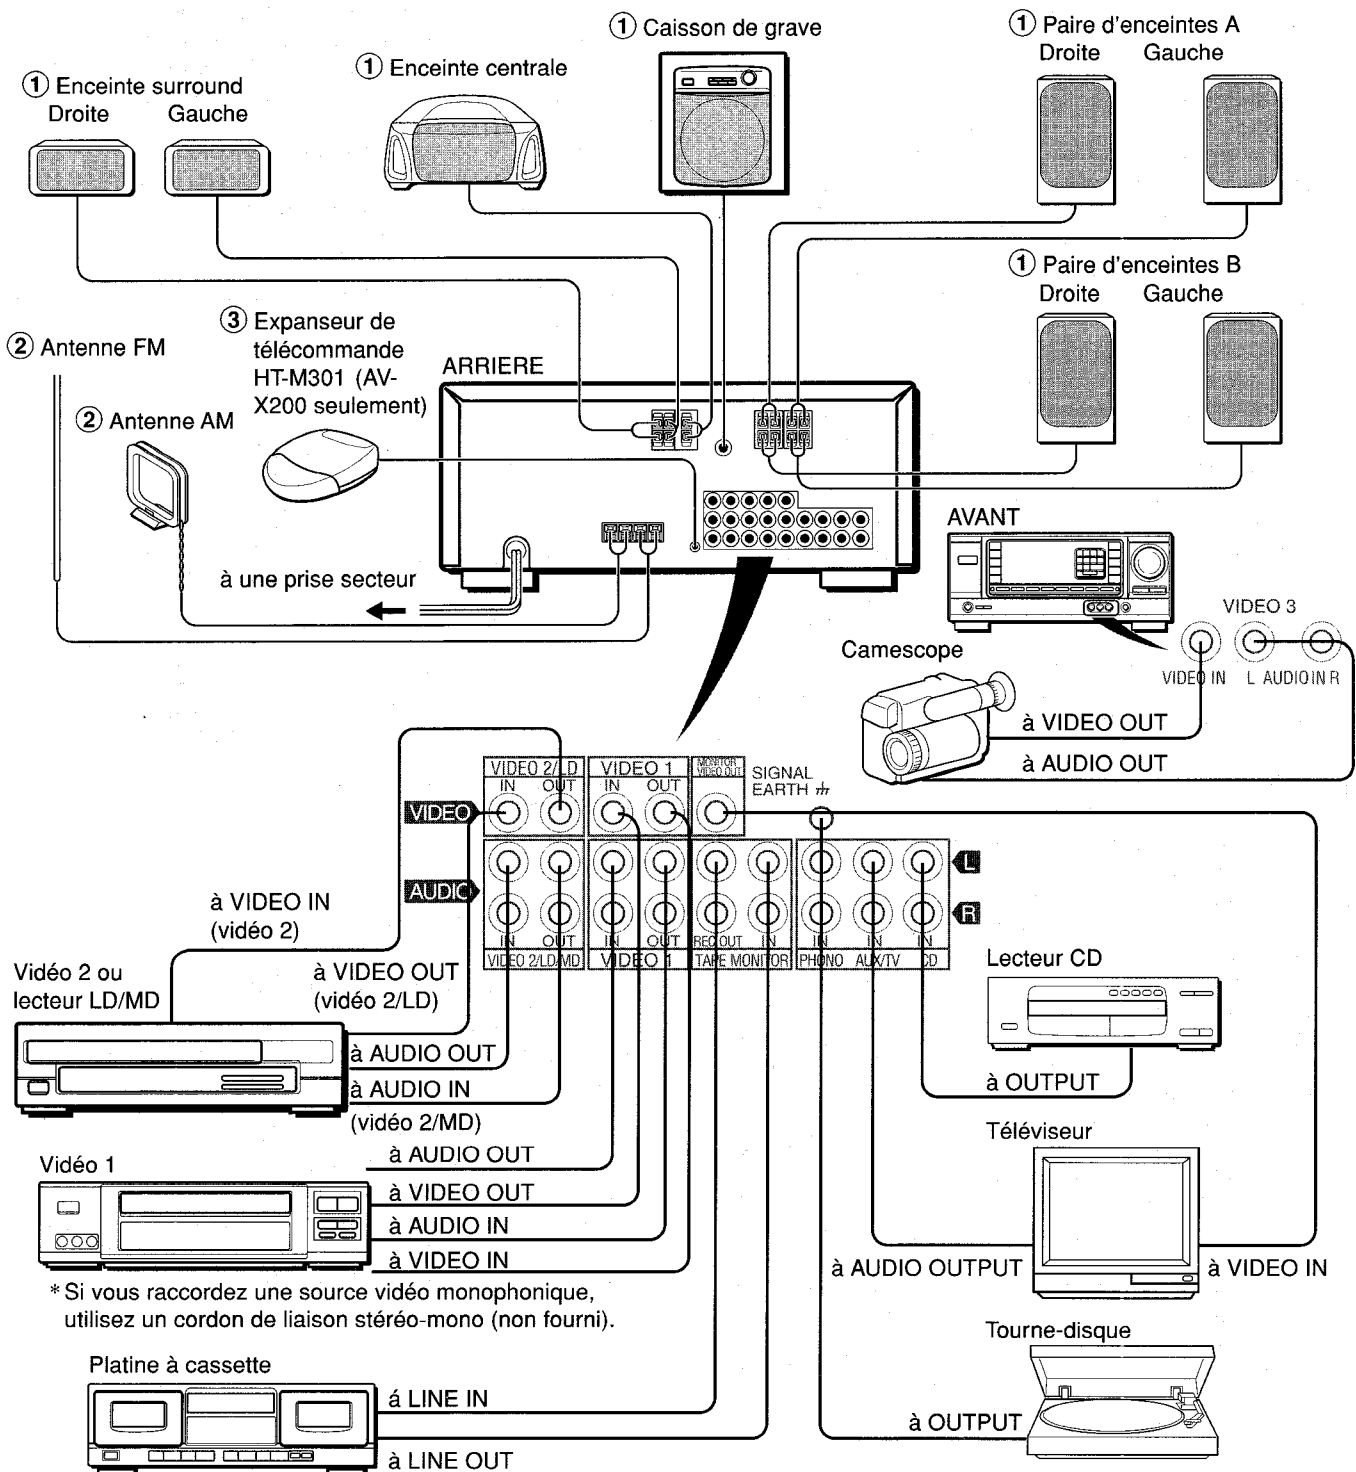 ① Caisson de grave
① Paire d'enceintes A
Droite Gauche
① Enceinte centrale
① Enceinte surround
Droite Gauche
① Paire d'enceintes B
Droite Gauche
③ Expanseur de
télécommande
HT-M301 (AV-
X200 seulement)
② Antenne FM
② Antenne AM
ARRIERE
à une prise secteur
AVANT
VIDEO 3
VIDEO IN L AUDIO IN R
Camescope
à VIDEO OUT
à AUDIO OUT
VIDEO 2/LD VIDEO 1 MONITOR
VIDEO OUT
IN OUT IN OUT
SIGNAL
EARTH
VIDEO
AUDIO
L
R
IN OUT IN OUT REC OUT IN IN IN IN
VIDEO 2/LD/MD VIDEO 1 TAPE MONITOR PHONO AUX/TV CD
à VIDEO IN
(vidéo 2)
Vidéo 2 ou
lecteur LD/MD
à VIDEO OUT
(vidéo 2/LD)
à AUDIO OUT
à AUDIO IN
(vidéo 2/MD)
Lecteur CD
à OUTPUT
Vidéo 1
à AUDIO OUT
à VIDEO OUT
à AUDIO IN
à VIDEO IN
Téléviseur
à AUDIO OUTPUT
à VIDEO IN
* Si vous raccordez une source vidéo monophonique,
utilisez un cordon de liaison stéréo-mono (non fourni).
Tourne-disque
à OUTPUT
Platine à cassette
á LINE IN
à LINE OUT